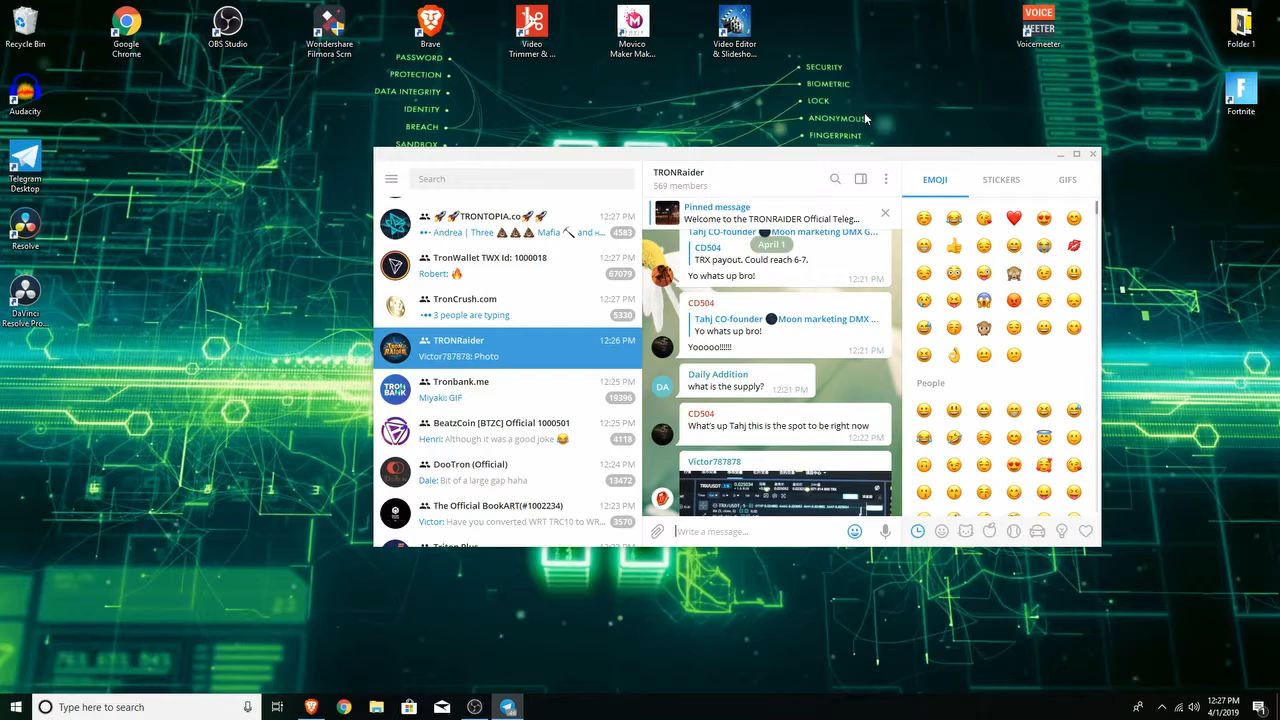 Recycle Bin
Google
Chrome
OBS Studio
Wondershare
Filmora Scrn
Brave
Video
Trimmer & ...
Movico
Maker Mak...
Video Editor
& Slidesho...
VOICE
MEETER
Voicemeeter
Folder 1
Audacity
Fortnite
Telegram
Desktop
Resolve
DaVinci
Resolve Pro...
PASSWORD
PROTECTION
DATA INTEGRITY
IDENTITY
BREACH
SANDBOX
SECURITY
BIOMETRIC
LOCK
ANONYMOUS
FINGERPRINT
Search
🚀🚀TRONTOPIA.co🚀🚀 12:27 PM
Andrea | Three 💩💩💩 Mafia ⛏ and 4583
TronWallet TWX Id: 1000018 12:27 PM
Robert: 🔥 67079
TronCrush.com 12:27 PM
3 people are typing 5330
TRONRaider 12:26 PM
Victor787878: Photo
TRON
BANK
Tronbank.me 12:25 PM
Miyaki: GIF 19396
BeatzCoin [BTZC] Official 1000501 12:25 PM
Henri: Although it was a good joke 😂 4118
DooTron (Official) 12:24 PM
Dale: Bit of a large gap haha 13472
The Official BookART(#1002234) 12:23 PM
Victor: Have you converted WRT TRC10 to WR... 3570
TRONRaider
569 members
Pinned message
Welcome to the TRONRAIDER Official Teleg...
Tahj CO-founder 🌑Moon marketing DMX G...
April 1
CD504
TRX payout. Could reach 6-7.
Yo whats up bro!
12:21 PM
CD504
Tahj CO-founder 🌑Moon marketing DMX ...
Yo whats up bro!
Yooooo!!!!!!
12:21 PM
DA
Daily Addition
what is the supply? 12:21 PM
CD504
What's up Tahj this is the spot to be right now
12:22 PM
Victor787878
TRX/USDT
Write a message...
EMOJI STICKERS GIFS
People
Type here to search
12:27 PM
4/1/2019